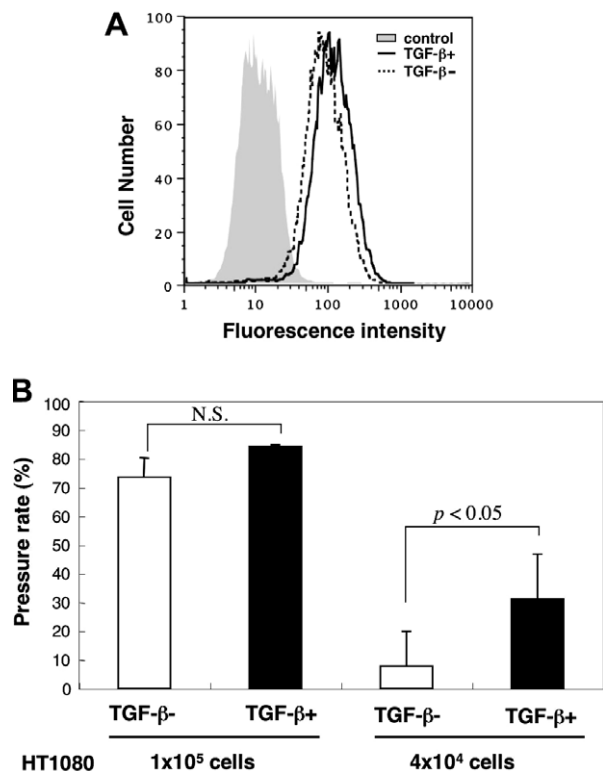 A
control
TGF-β+
TGF-β−
Cell Number
100
80
60
40
20
0
1 10 100 1000 10000
Fluorescence intensity
B
Pressure rate (%)
100
90
80
70
60
50
40
30
20
10
0
N.S.
p < 0.05
TGF-β- TGF-β+ TGF-β- TGF-β+
HT1080 1x10⁵ cells 4x10⁴ cells